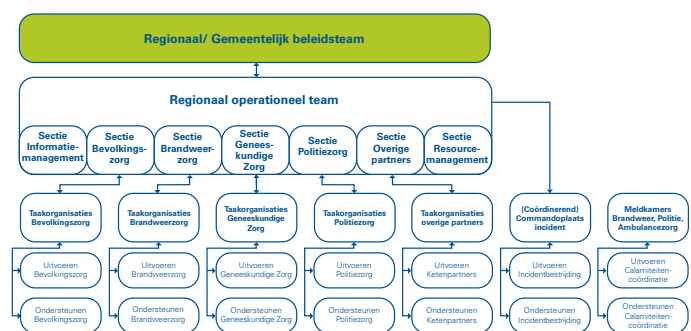 Regionaal/ Gemeentelijk beleidsteam
Regionaal operationeel team
Sectie
Informatie-
management
Sectie
Bevolkings-
zorg
Sectie
Brandweer-
zorg
Sectie
Genees-
kundige
Zorg
Sectie
Politiezorg
Sectie
Overige
partners
Sectie
Resource-
management
Taakorganisaties
Bevolkingszorg
Taakorganisaties
Brandweerzorg
Taakorganisaties
Geneeskundige
Zorg
Taakorganisaties
Politiezorg
Taakorganisaties
overige partners
(Coördinerend)
Commandoplaats
incident
Meldkamers
Brandweer, Politie,
Ambulancezorg
Uitvoeren
Bevolkingszorg
Uitvoeren
Brandweerzorg
Uitvoeren
Geneeskundige Zorg
Uitvoeren
Politiezorg
Uitvoeren
Ketenpartners
Uitvoeren
Incidentbestrijding
Uitvoeren
Calamiteiten-
coördinatie
Ondersteunen
Bevolkingszorg
Ondersteunen
Brandweerzorg
Ondersteunen
Geneeskundige Zorg
Ondersteunen
Politiezorg
Ondersteunen
Ketenpartners
Ondersteunen
Incidentbestrijding
Ondersteunen
Calamiteiten-
coördinatie